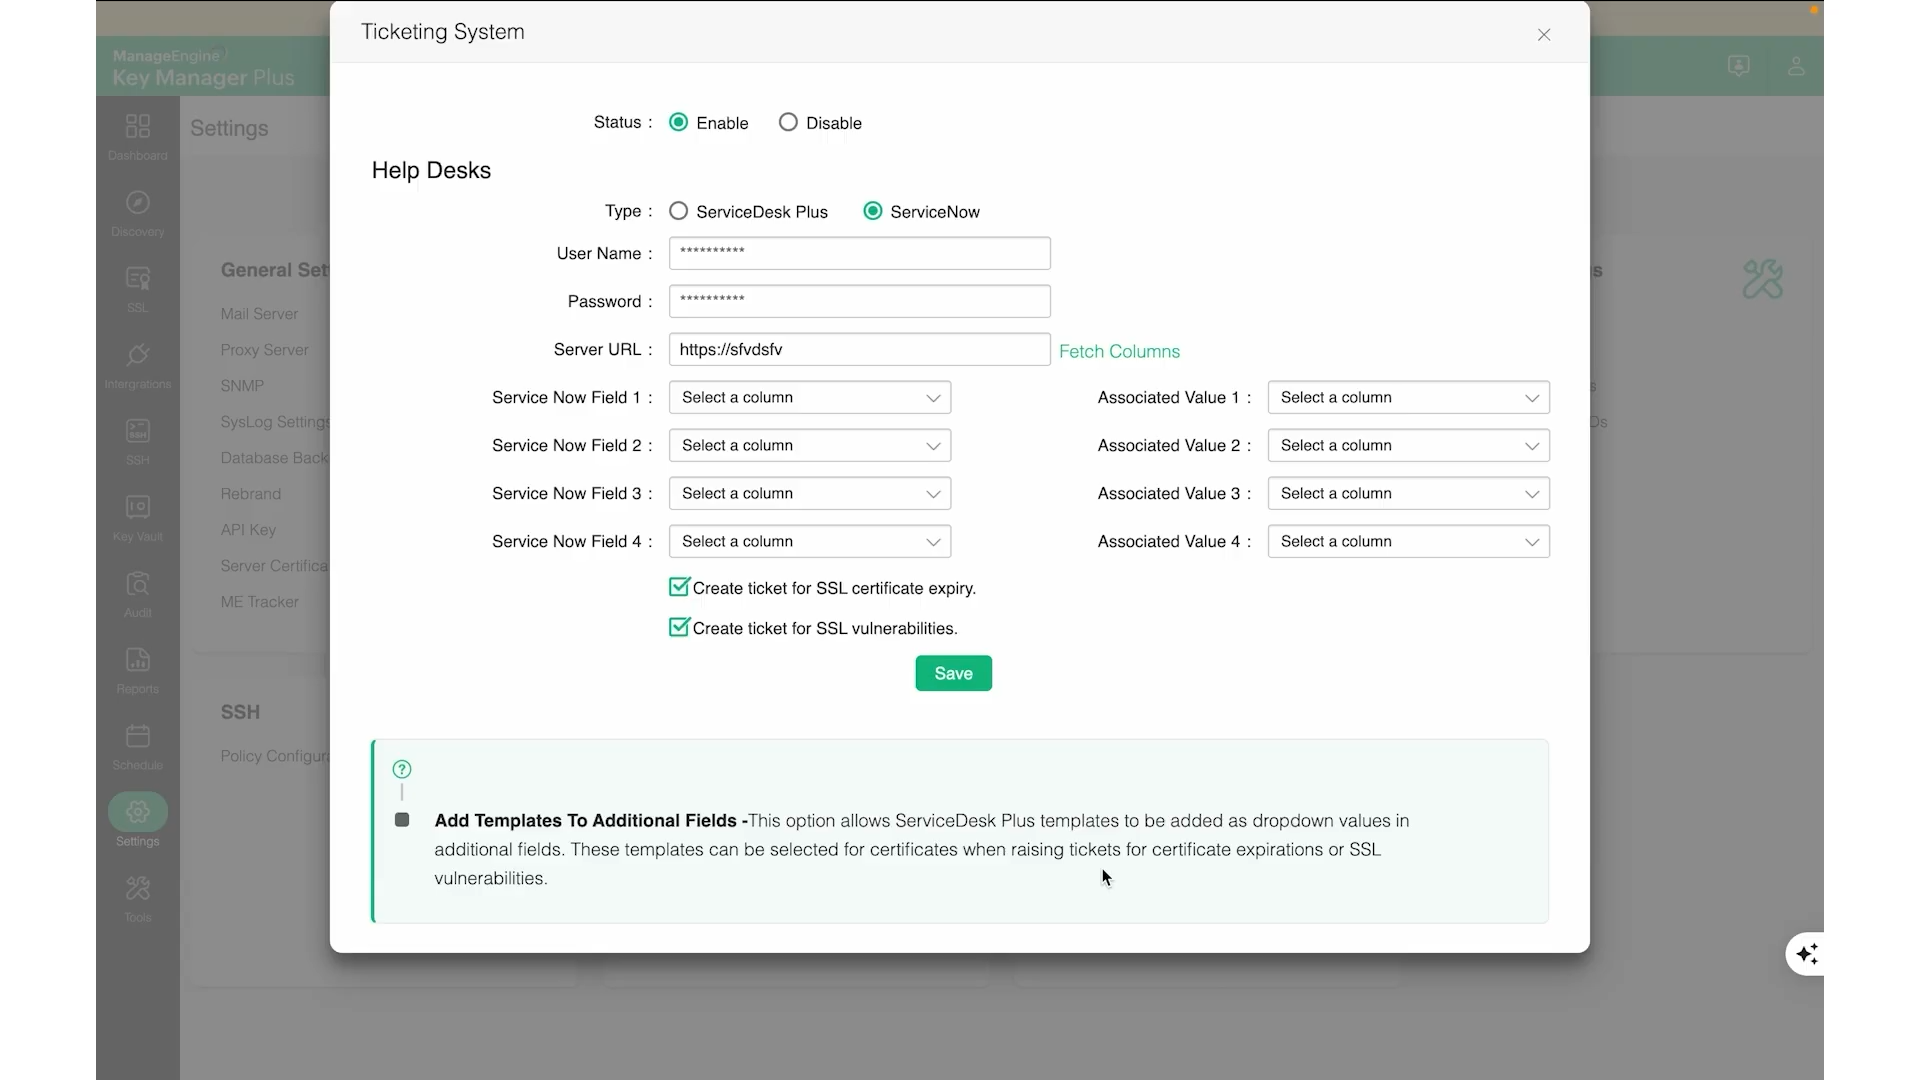 Ticketing System
ManageEngine
Key Manager Plus
Settings
Dashboard
Discovery
SSL
Intergrations
SSH
Key Vault
Audit
Reports
Schedule
Settings
Tools
General Set
Mail Server
Proxy Server
SNMP
SysLog Settings
Database Back
Rebrand
API Key
Server Certifica
ME Tracker
SSH
Policy Configura
Status :
Enable
Disable
Help Desks
Type :
ServiceDesk Plus
ServiceNow
User Name :
**********
Password :
**********
Server URL :
https://sfvdsfv
Fetch Columns
Service Now Field 1 :
Select a column
Associated Value 1 :
Select a column
Service Now Field 2 :
Select a column
Associated Value 2 :
Select a column
Service Now Field 3 :
Select a column
Associated Value 3 :
Select a column
Service Now Field 4 :
Select a column
Associated Value 4 :
Select a column
Create ticket for SSL certificate expiry.
Create ticket for SSL vulnerabilities.
Save
Add Templates To Additional Fields -This option allows ServiceDesk Plus templates to be added as dropdown values in
additional fields. These templates can be selected for certificates when raising tickets for certificate expirations or SSL
vulnerabilities.